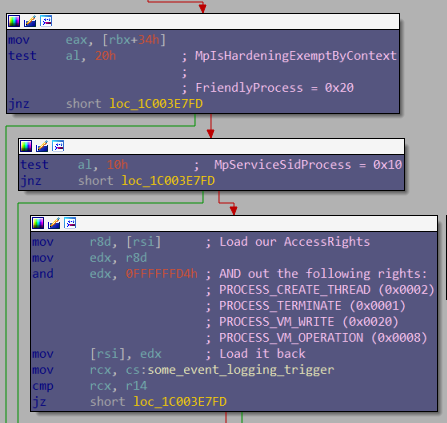 mov eax, [rbx+34h]
test al, 20h ; MpIsHardeningExemptByContext
;
; FriendlyProcess = 0x20
jnz short loc_1C003E7FD
test al, 10h ; MpServiceSidProcess = 0x10
jnz short loc_1C003E7FD
mov r8d, [rsi] ; Load our AccessRights
mov edx, r8d
and edx, 0FFFFFFD4h ; AND out the following rights:
; PROCESS_CREATE_THREAD (0x0002)
; PROCESS_TERMINATE (0x0001)
; PROCESS_VM_WRITE (0x0020)
; PROCESS_VM_OPERATION (0x0008)
mov [rsi], edx ; Load it back
mov rcx, cs:some_event_logging_trigger
cmp rcx, r14
jz short loc_1C003E7FD